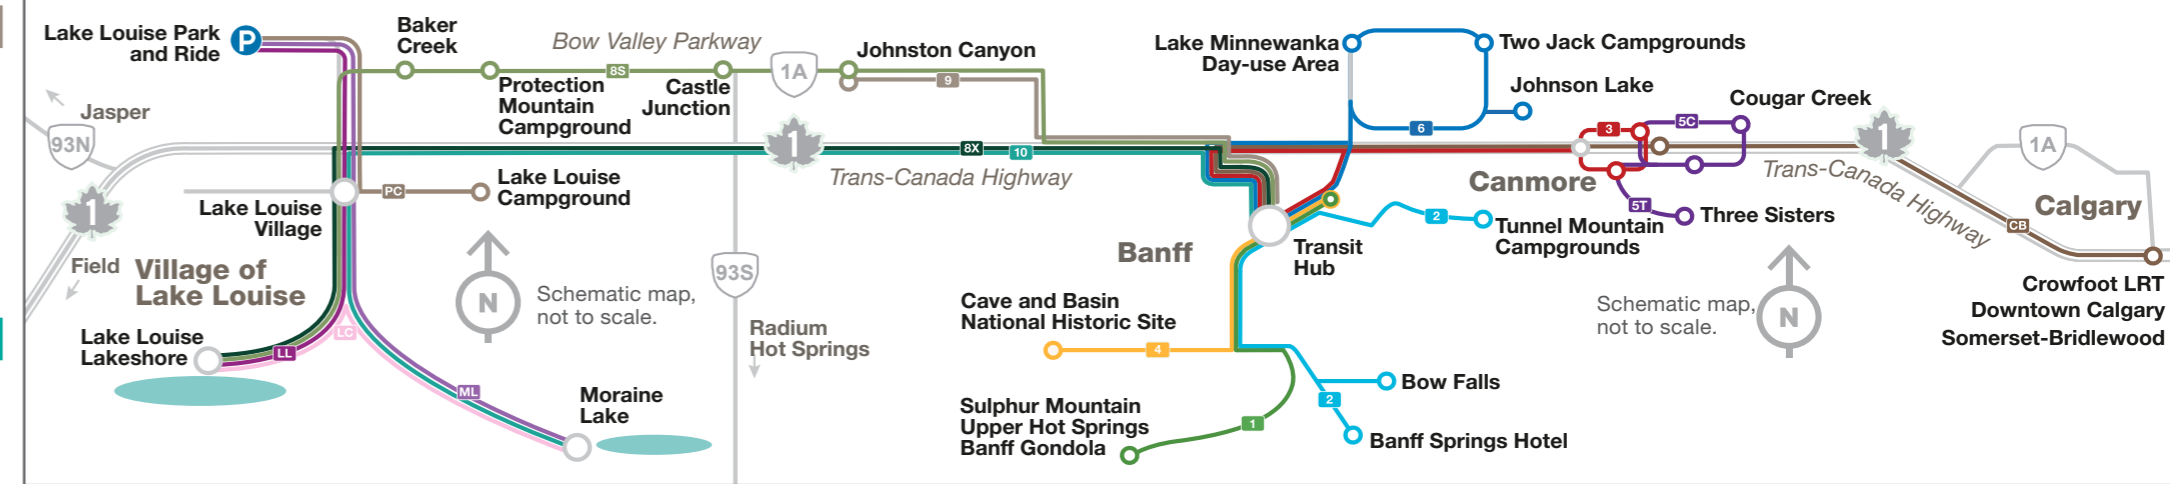 Lake Louise Park
and Ride
P
Baker
Creek
Bow Valley Parkway
8S
Protection
Mountain
Campground
Castle
Junction
1A
Johnston Canyon
9
Lake Minnewanka
Day-use Area
Two Jack Campgrounds
Johnson Lake
6
Cougar Creek
3
5C
1
1A
Jasper
93N
1
8X
10
Trans-Canada Highway
Canmore
Trans-Canada Highway
Calgary
PC
Lake Louise
Campground
Lake Louise
Village
1
5T
Three Sisters
CB
2
Tunnel Mountain
Campgrounds
Banff
Transit
Hub
Field
Village of
Lake Louise
93S
N
Schematic map,
not to scale.
Schematic map,
not to scale.
N
Crowfoot LRT
Downtown Calgary
Somerset-Bridlewood
Cave and Basin
National Historic Site
4
Radium
Hot Springs
Lake Louise
Lakeshore
LL
LC
ML
Moraine
Lake
Bow Falls
2
Sulphur Mountain
Upper Hot Springs
Banff Gondola
1
Banff Springs Hotel